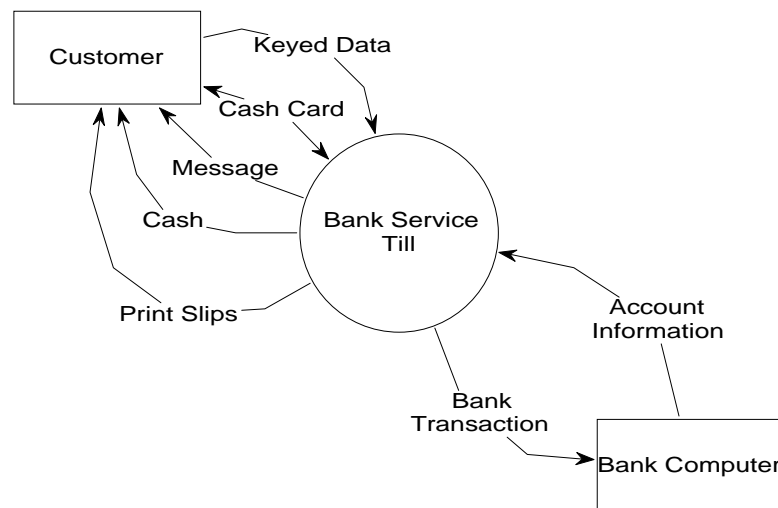 Customer
Keyed Data
Cash Card
Message
Cash
Print Slips
Bank Service
Till
Account
Information
Bank
Transaction
Bank Computer